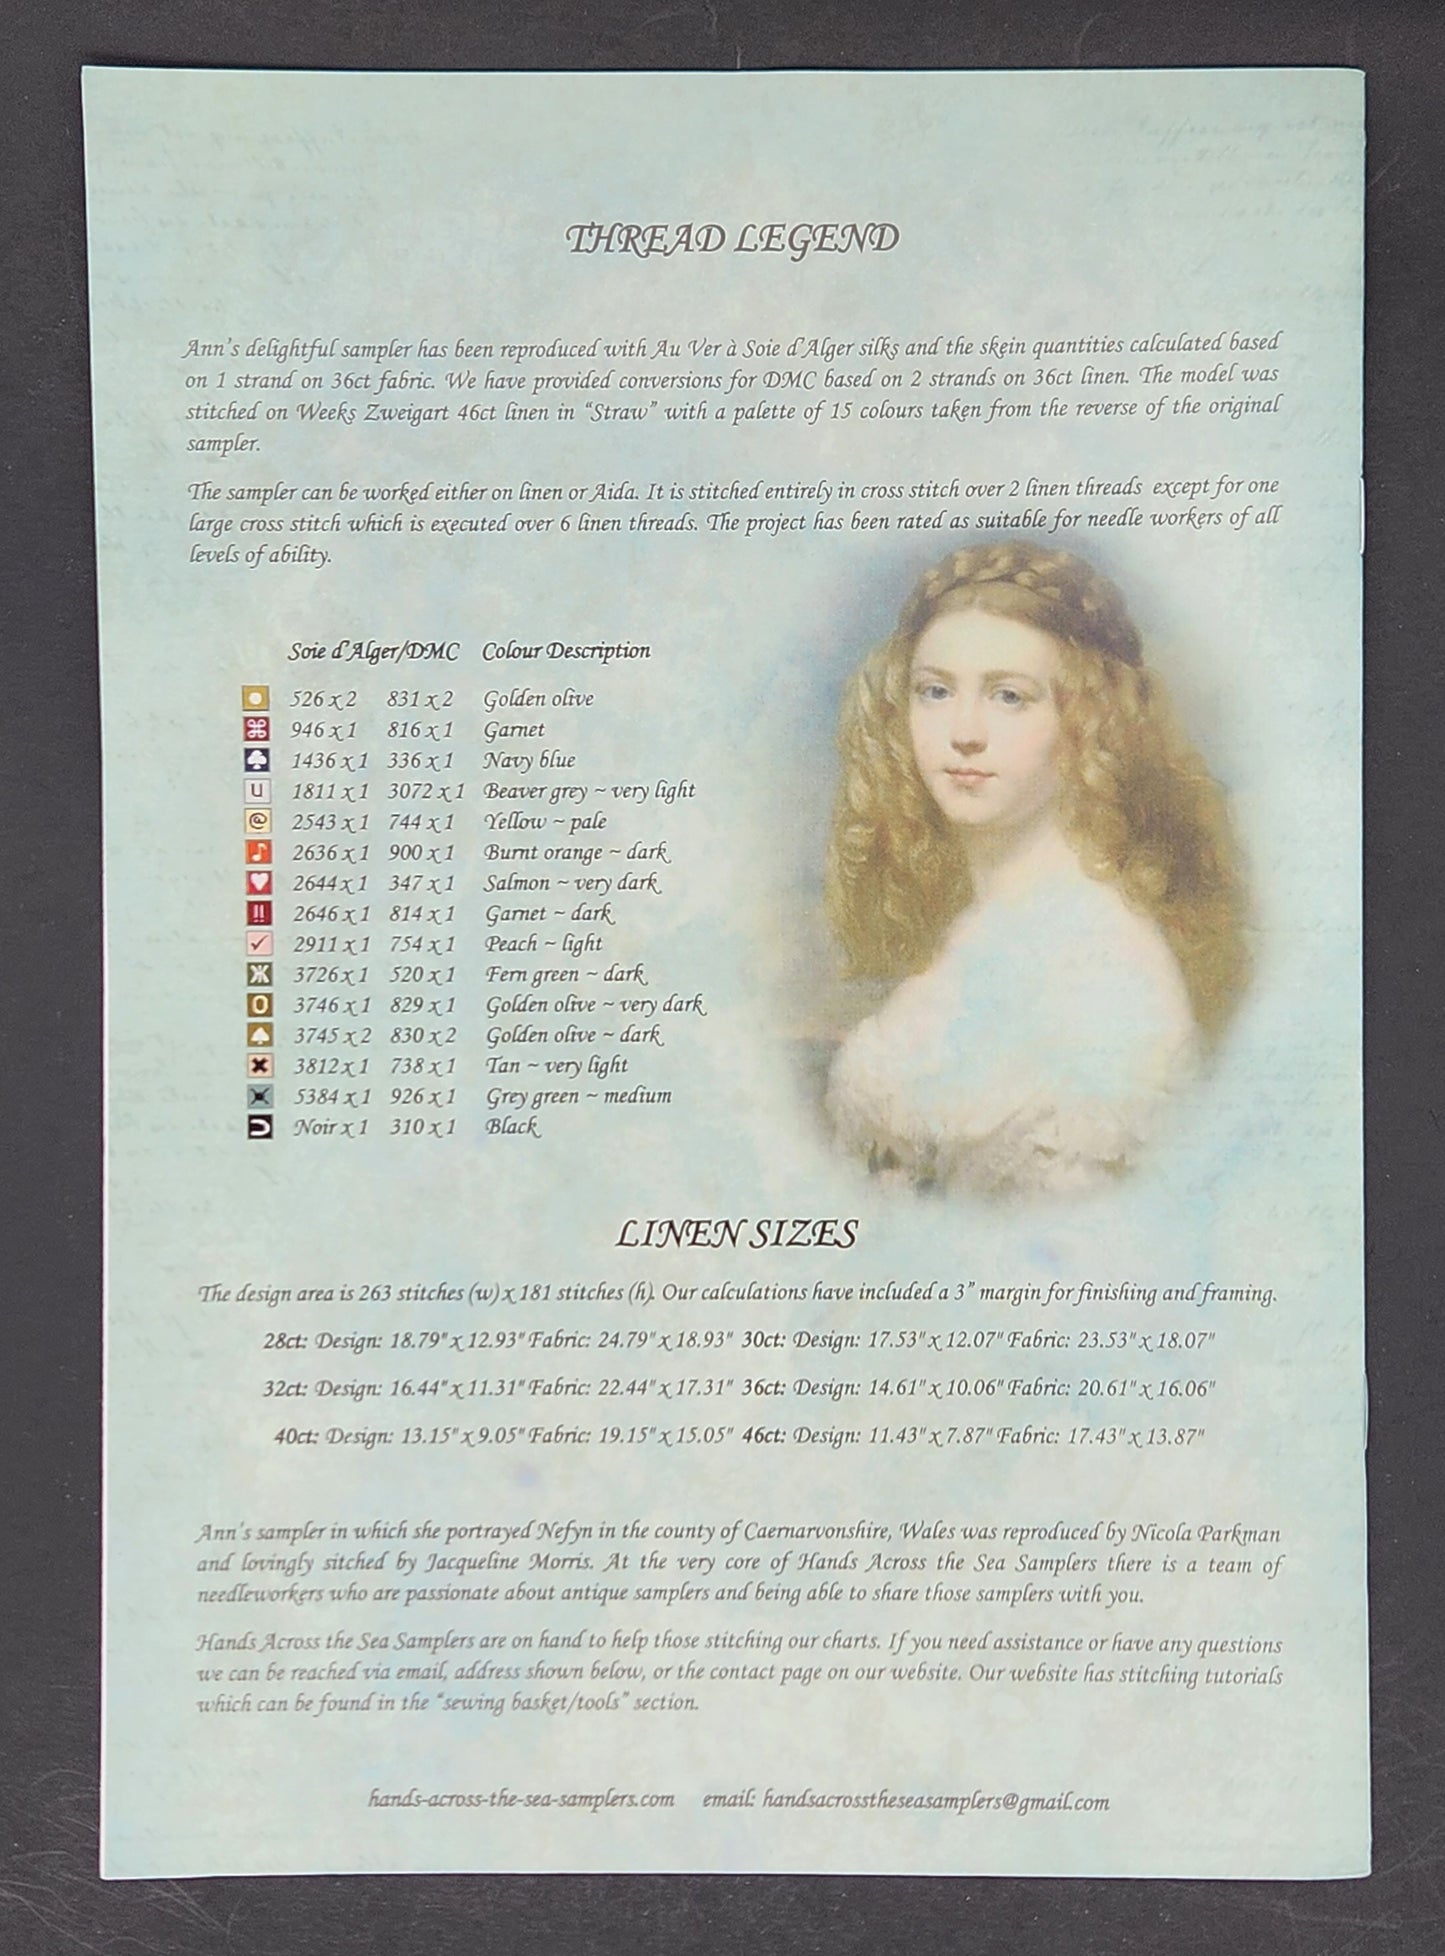 THREAD LEGEND
Ann's delightful sampler has been reproduced with Au Ver à Soie d'Alger silks and the skein quantities calculated based
on 1 strand on 36ct fabric. We have provided conversions for DMC based on 2 strands on 36ct linen. The model was
stitched on Weeks Zweigart 46ct linen in “Straw” with a palette of 15 colours taken from the reverse of the original
sampler.
The sampler can be worked either on linen or Aida. It is stitched entirely in cross stitch over 2 linen threads except for one
large cross stitch which is executed over 6 linen threads. The project has been rated as suitable for needle workers of all
levels of ability.
Soie d'Alger/DMC Colour Description
526 x 2 831 x 2 Golden olive
946 x 1 816 x 1 Garnet
1436 x 1 336 x 1 Navy blue
U 1811 x 1 3072 x 1 Beaver grey ~ very light
@ 2543 x 1 744 x 1 Yellow ~ pale
♪ 2636 x 1 900 x 1 Burnt orange ~ dark
2644 x 1 347 x 1 Salmon ~ very dark
!! 2646 x 1 814 x 1 Garnet ~ dark
2911 x 1 754 x 1 Peach ~ light
Ж 3726 x 1 520 x 1 Fern green ~ dark
O 3746 x 1 829 x 1 Golden olive ~ very dark
3745 x 2 830 x 2 Golden olive ~ dark
3812 x 1 738 x 1 Tan ~ very light
5384 x 1 926 x 1 Grey green ~ medium
Noir x 1 310 x 1 Black
LINEN SIZES
The design area is 263 stitches (w) x 181 stitches (h). Our calculations have included a 3” margin for finishing and framing.
28ct: Design: 18.79" x 12.93" Fabric: 24.79" x 18.93" 30ct: Design: 17.53" x 12.07" Fabric: 23.53" x 18.07"
32ct: Design: 16.44" x 11.31" Fabric: 22.44" x 17.31" 36ct: Design: 14.61" x 10.06" Fabric: 20.61" x 16.06"
40ct: Design: 13.15" x 9.05" Fabric: 19.15" x 15.05" 46ct: Design: 11.43" x 7.87" Fabric: 17.43" x 13.87"
Ann's sampler in which she portrayed Nefyn in the county of Caernarvonshire, Wales was reproduced by Nicola Parkman
and lovingly sitched by Jacqueline Morris. At the very core of Hands Across the Sea Samplers there is a team of
needleworkers who are passionate about antique samplers and being able to share those samplers with you.
Hands Across the Sea Samplers are on hand to help those stitching our charts. If you need assistance or have any questions
we can be reached via email, address shown below, or the contact page on our website. Our website has stitching tutorials
which can be found in the “sewing basket/tools” section.
hands-across-the-sea-samplers.com email: handsacrosstheseasamplers@gmail.com